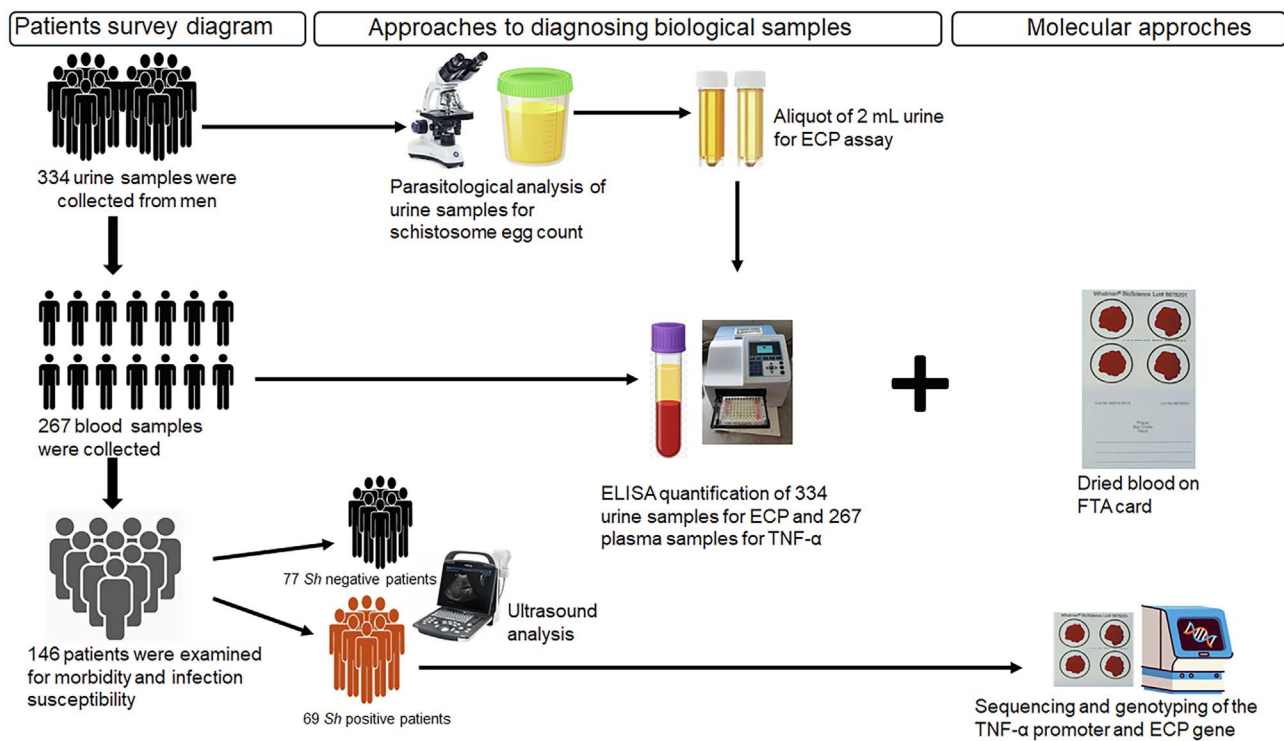 Patients survey diagram
Approaches to diagnosing biological samples
Molecular approches
334 urine samples were
collected from men
Parasitological analysis of
urine samples for
schistosome egg count
Aliquot of 2 mL urine
for ECP assay
267 blood samples
were collected
ELISA quantification of 334
urine samples for ECP and 267
plasma samples for TNF-α
Dried blood on
FTA card
77 Sh negative patients
Ultrasound
analysis
146 patients were examined
for morbidity and infection
susceptibility
69 Sh positive patients
Sequencing and genotyping of the
TNF-α promoter and ECP gene